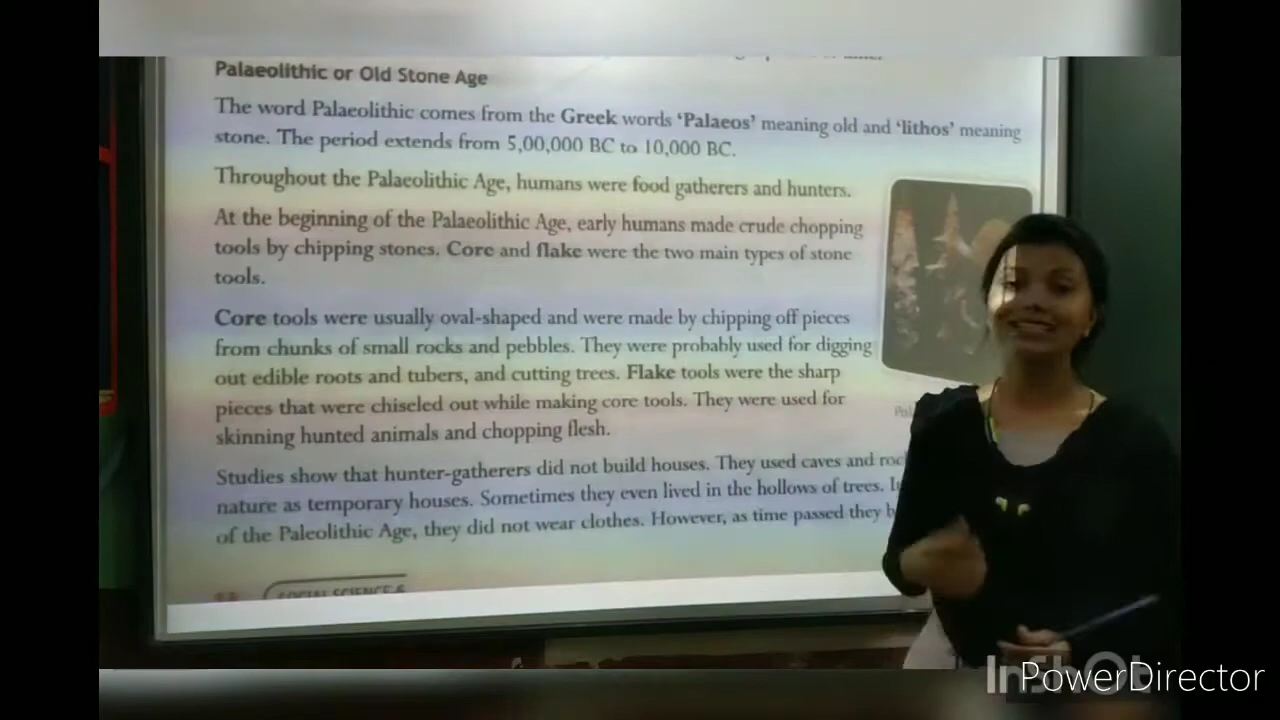 Palaeolithic or Old Stone Age
The word Palaeolithic comes from the Greek words ‘Palaeos’ meaning old and ‘lithos’ meaning
stone. The period extends from 5,00,000 BC to 10,000 BC.
Throughout the Palaeolithic Age, humans were food gatherers and hunters.
At the beginning of the Palaeolithic Age, early humans made crude chopping
tools by chipping stones. Core and flake were the two main types of stone
tools.
Core tools were usually oval-shaped and were made by chipping off pieces
from chunks of small rocks and pebbles. They were probably used for digging
out edible roots and tubers, and cutting trees. Flake tools were the sharp
pieces that were chiseled out while making core tools. They were used for
skinning hunted animals and chopping flesh.
Studies show that hunter-gatherers did not build houses. They used caves and
nature as temporary houses. Sometimes they even lived in the hollows of trees.
of the Paleolithic Age, they did not wear clothes. However, as time passed they
SOCIAL SCIENCE-6
InShOt
PowerDirector